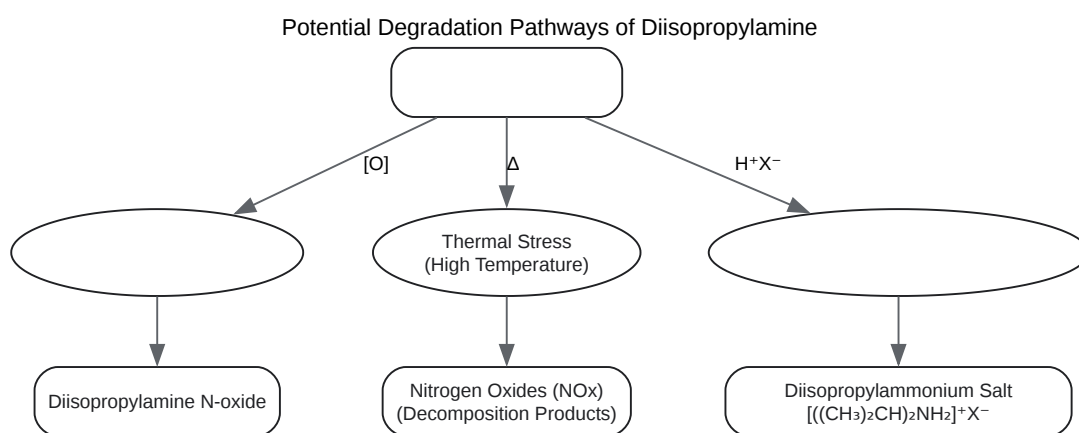 Potential Degradation Pathways of Diisopropylamine
[O]
Δ
H⁺X⁻
Thermal Stress
(High Temperature)
Diisopropylamine N-oxide
Nitrogen Oxides (NOx)
(Decomposition Products)
Diisopropylammonium Salt
[((CH₃)₂CH)₂NH₂]⁺X⁻